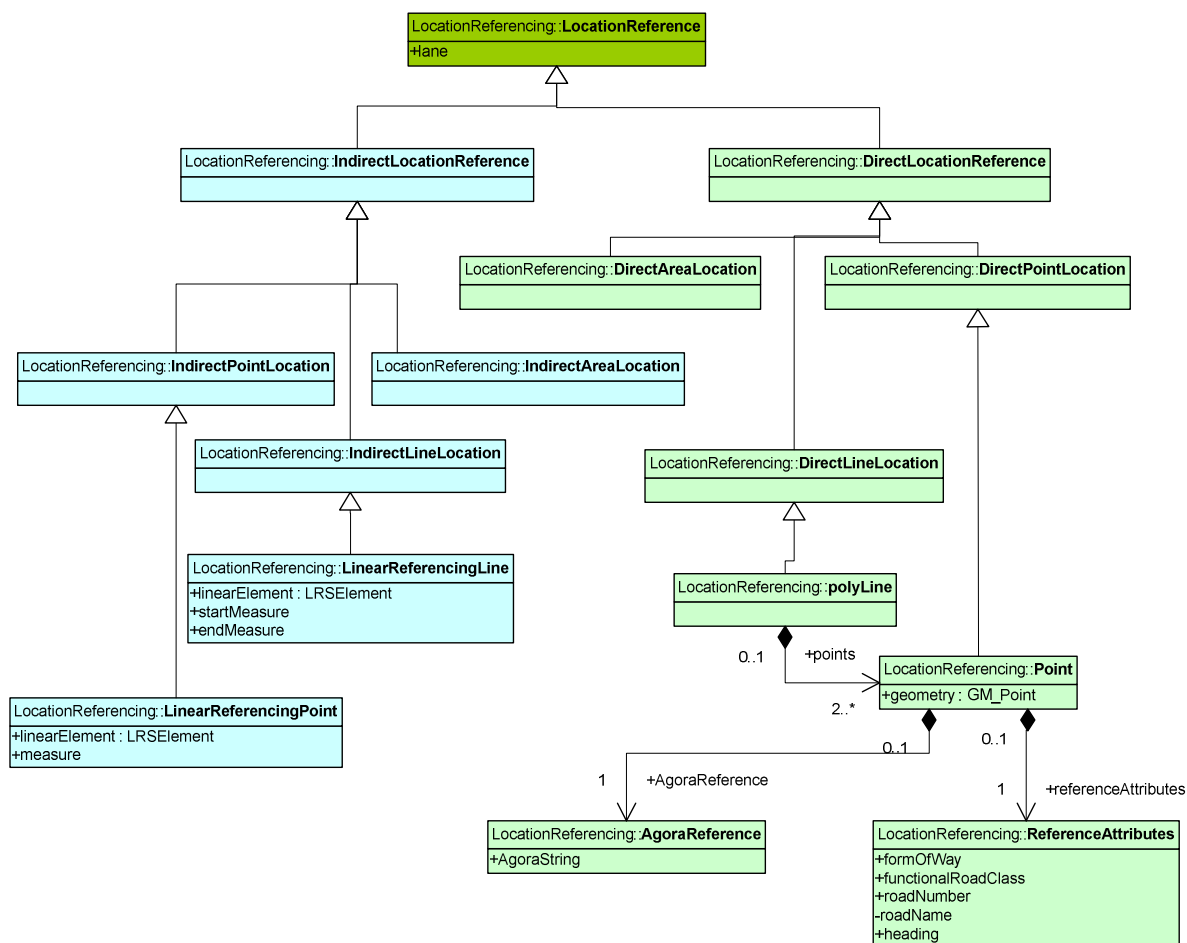 LocationReferencing::LocationReference
+lane
LocationReferencing::IndirectLocationReference
LocationReferencing::DirectLocationReference
LocationReferencing::DirectAreaLocation
LocationReferencing::DirectPointLocation
LocationReferencing::IndirectPointLocation
LocationReferencing::IndirectAreaLocation
LocationReferencing::IndirectLineLocation
LocationReferencing::DirectLineLocation
LocationReferencing::LinearReferencingLine
+linearElement : LRSElement
+startMeasure
+endMeasure
LocationReferencing::polyLine
0..1
+points
2..*
LocationReferencing::Point
+geometry : GM_Point
LocationReferencing::LinearReferencingPoint
+linearElement : LRSElement
+measure
0..1
1
+AgoraReference
0..1
1
+referenceAttributes
LocationReferencing::AgoraReference
+AgoraString
LocationReferencing::ReferenceAttributes
+formOfWay
+functionalRoadClass
+roadNumber
-roadName
+heading